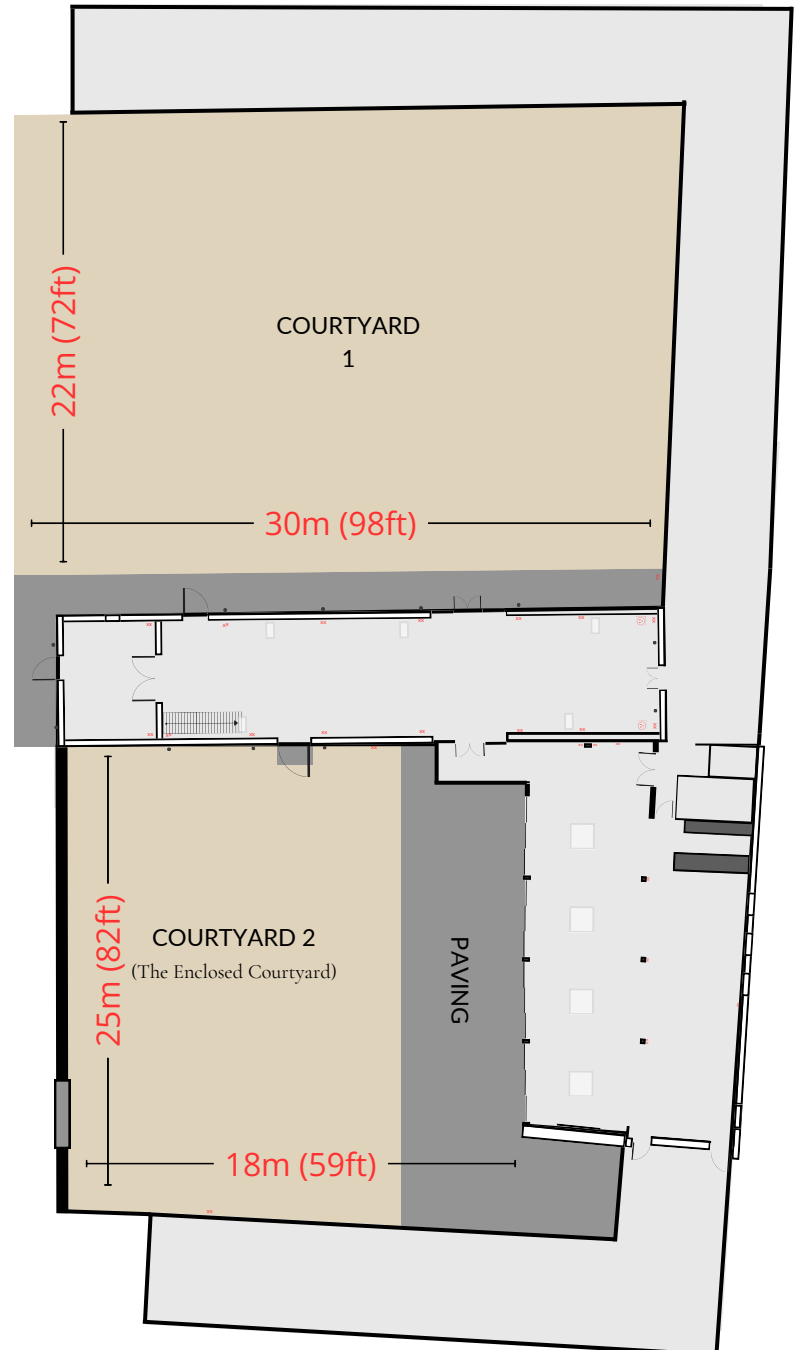 COURTYARD
1
22m (72ft)
30m (98ft)
COURTYARD 2
(The Enclosed Courtyard)
25m (82ft)
PAVING
18m (59ft)